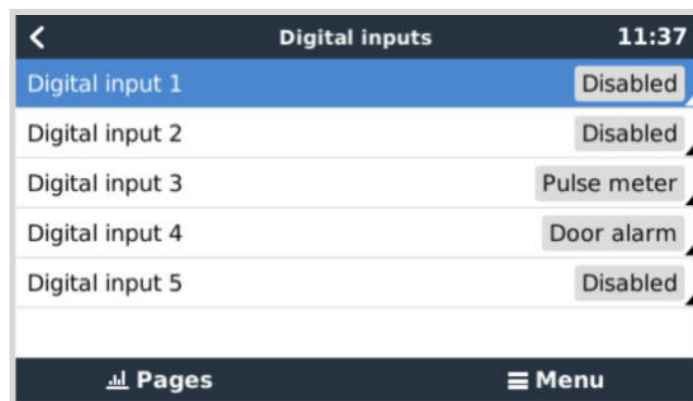 Digital inputs 11:37
Digital input 1 Disabled
Digital input 2 Disabled
Digital input 3 Pulse meter
Digital input 4 Door alarm
Digital input 5 Disabled
Pages Menu